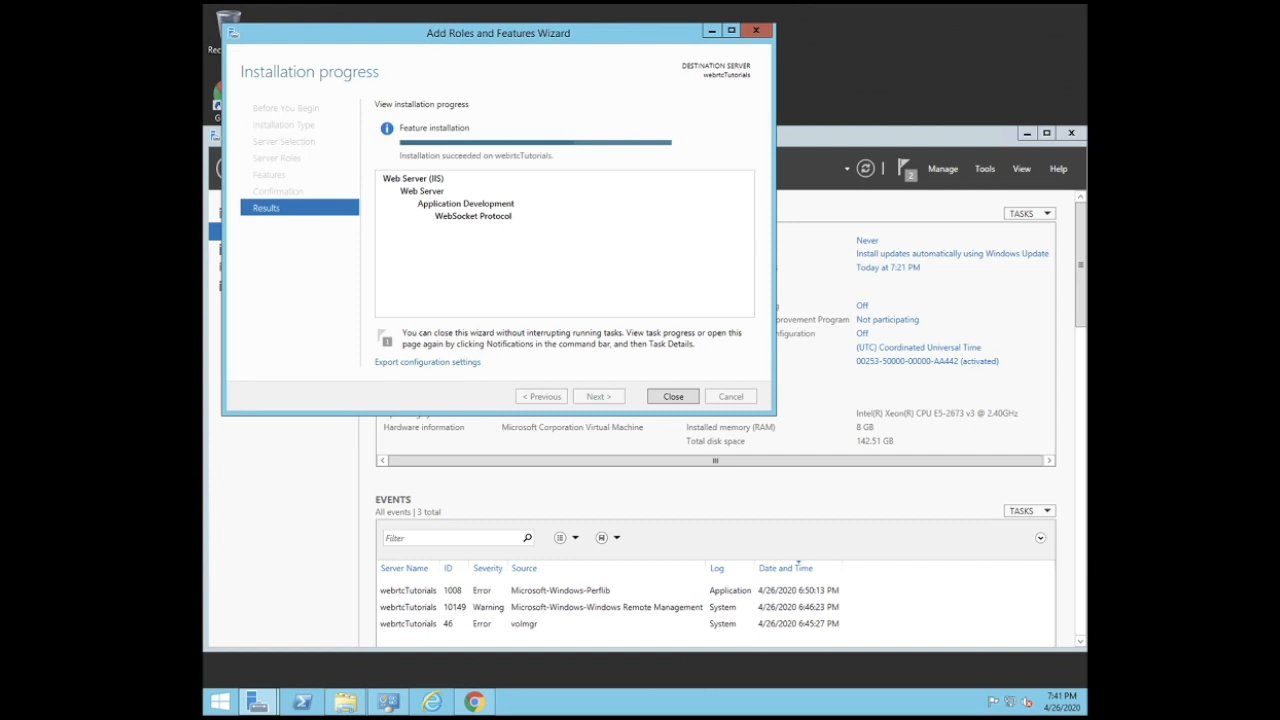 Add Roles and Features Wizard
Installation progress
DESTINATION SERVER
webrtcTutorials
Before You Begin
Installation Type
Server Selection
Server Roles
Features
Confirmation
Results
View installation progress
Feature installation
Installation succeeded on webrtcTutorials.
Web Server (IIS)
Web Server
Application Development
WebSocket Protocol
1
You can close this wizard without interrupting running tasks. View task progress or open this
page again by clicking Notifications in the command bar, and then Task Details.
Export configuration settings
< Previous
Next >
Close
Cancel
2
Manage
Tools
View
Help
TASKS
Never
Install updates automatically using Windows Update
Today at 7:21 PM
Off
Not participating
Off
(UTC) Coordinated Universal Time
00253-50000-00000-AA442 (activated)
Intel(R) Xeon(R) CPU E5-2673 v3 @ 2.40GHz
Hardware information
Microsoft Corporation Virtual Machine
Installed memory (RAM)
8 GB
Total disk space
142.51 GB
EVENTS
All events | 3 total
TASKS
Filter
Server Name ID Severity Source Log Date and Time
webrtcTutorials 1008 Error Microsoft-Windows-Perflib Application 4/26/2020 6:50:13 PM
webrtcTutorials 10149 Warning Microsoft-Windows-Windows Remote Management System 4/26/2020 6:46:23 PM
webrtcTutorials 46 Error volmgr System 4/26/2020 6:45:27 PM
7:41 PM
4/26/2020